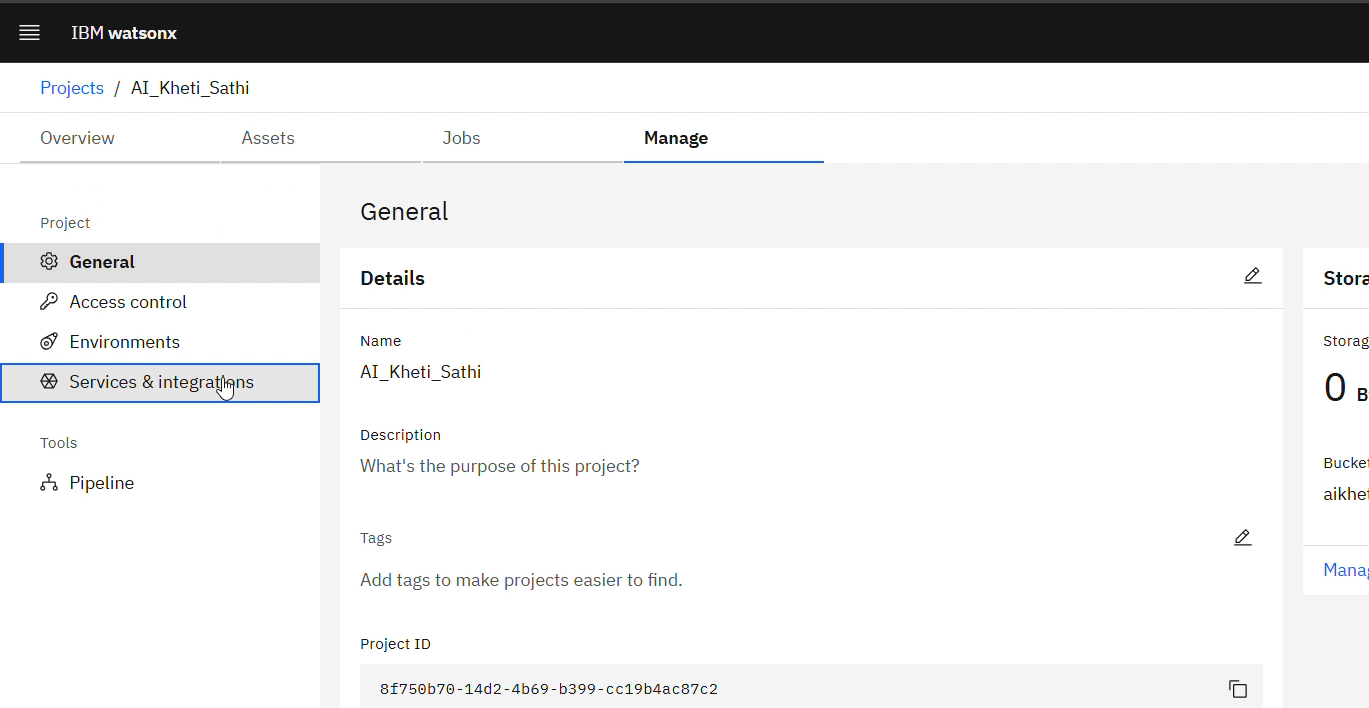 IBM watsonx
Projects / AI_Kheti_Sathi
Overview Assets Jobs Manage
Project
General
Access control
Environments
Services & integrations
Tools
Pipeline
General
Details
Name
AI_Kheti_Sathi
Description
What's the purpose of this project?
Tags
Add tags to make projects easier to find.
Project ID
8f750b70-14d2-4b69-b399-cc19b4ac87c2
0